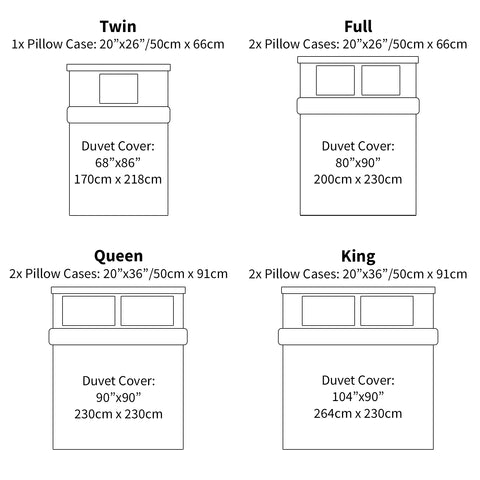 Twin
1x Pillow Case: 20”x26”/50cm x 66cm
Duvet Cover:
68”x86”
170cm x 218cm
Full
2x Pillow Cases: 20”x26”/50cm x 66cm
Duvet Cover:
80”x90”
200cm x 230cm
Queen
2x Pillow Cases: 20”x36”/50cm x 91cm
Duvet Cover:
90”x90”
230cm x 230cm
King
2x Pillow Cases: 20”x36”/50cm x 91cm
Duvet Cover:
104”x90”
264cm x 230cm